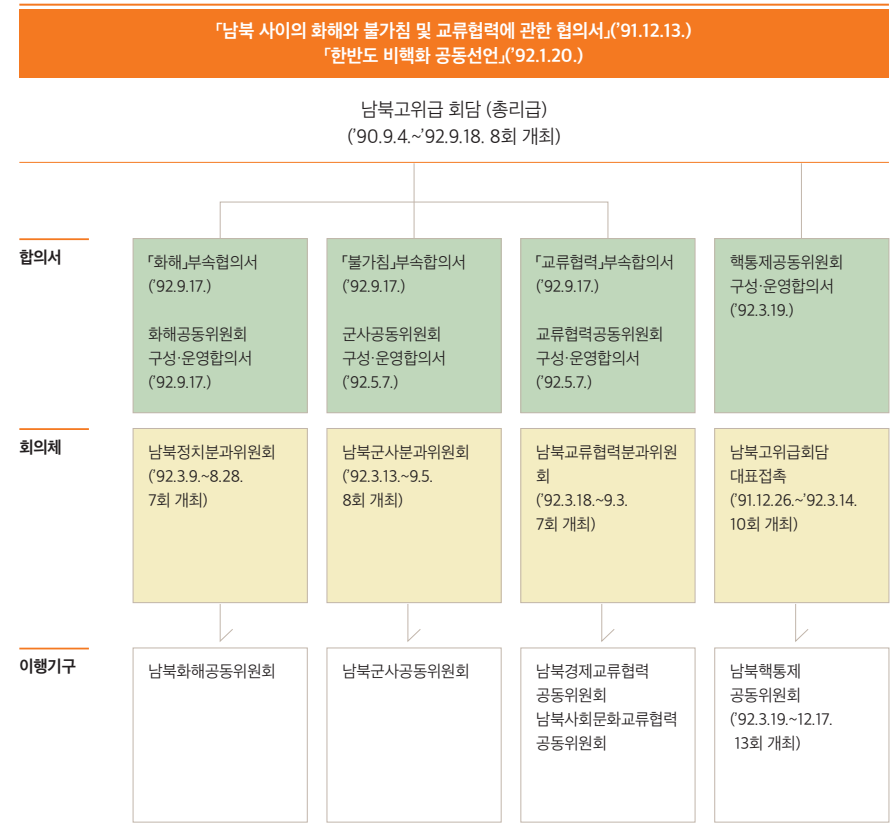 「남북 사이의 화해와 불가침 및 교류협력에 관한 협의서」('91.12.13.)
「한반도 비핵화 공동선언」('92.1.20.)
남북고위급 회담 (총리급)
('90.9.4.~'92.9.18. 8회 개최)
합의서
「화해」부속협의서
('92.9.17.)
화해공동위원회
구성·운영합의서
('92.9.17.)
「불가침」부속합의서
('92.9.17.)
군사공동위원회
구성·운영합의서
('92.5.7.)
「교류협력」부속합의서
('92.9.17.)
교류협력공동위원회
구성·운영합의서
('92.5.7.)
핵통제공동위원회
구성·운영합의서
('92.3.19.)
회의체
남북정치분과위원회
('92.3.9.~8.28.
7회 개최)
남북군사분과위원회
('92.3.13.~9.5.
8회 개최)
남북교류협력분과위원
회
('92.3.18.~9.3.
7회 개최)
남북고위급회담
대표접촉
('91.12.26.~'92.3.14.
10회 개최)
이행기구
남북화해공동위원회
남북군사공동위원회
남북경제교류협력
공동위원회
남북사회문화교류협력
공동위원회
남북핵통제
공동위원회
('92.3.19.~12.17.
13회 개최)